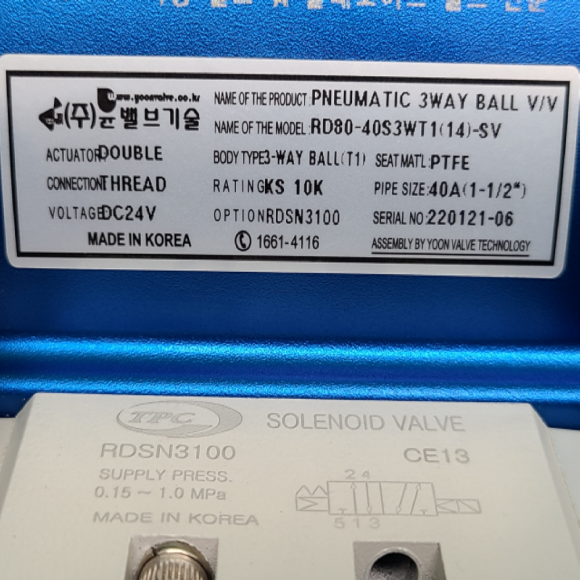 www.yoonvalve.co.kr
(주)윤밸브기술
NAME OF THE PRODUCT: PNEUMATIC 3WAY BALL V/V
NAME OF THE MODEL: RD80-40S3WT1(14)-SV
ACTUATOR: DOUBLE BODY TYPE: 3-WAY BALL(T1) SEAT MAT'L: PTFE
CONNECTION: THREAD RATING: KS 10K PIPE SIZE: 40A(1-1/2")
VOLTAGE: DC24V OPTION: RDSN3100 SERIAL NO: 220121-06
MADE IN KOREA 1661-4116 ASSEMBLY BY YOON VALVE TECHNOLOGY
TPC SOLENOID VALVE
RDSN3100 CE13
SUPPLY PRESS.
0.15 ~ 1.0 MPa
MADE IN KOREA
2 4
5 1 3